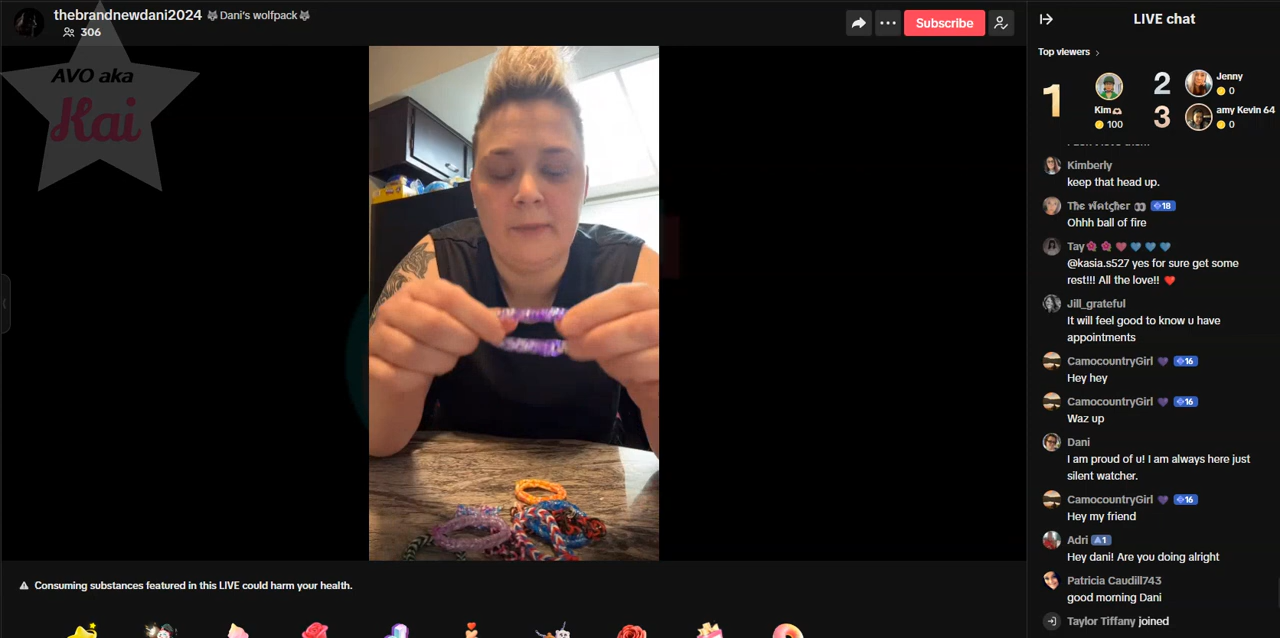 thebrandnewdani2024 🐺Dani's wolfpack🐺
306
Subscribe
AVO aka
Kai
Consuming substances featured in this LIVE could harm your health.
LIVE chat
Top viewers
1
Kim🫶🏻
100
2
Jenny
0
3
amy Kevin 64
0
Kimberly
keep that head up.
The Watcher 👀 18
Ohhh ball of fire
Tay🌺🌺💗💙💙💙
@kasia.s527 yes for sure get some
rest!!! All the love!! ❤️
Jill_grateful
It will feel good to know u have
appointments
CamocountryGirl 💜 16
Hey hey
CamocountryGirl 💜 16
Waz up
Dani
I am proud of u! I am always here just
silent watcher.
CamocountryGirl 💜 16
Hey my friend
Adri 1
Hey dani! Are you doing alright
Patricia Caudill743
good morning Dani
Taylor Tiffany joined